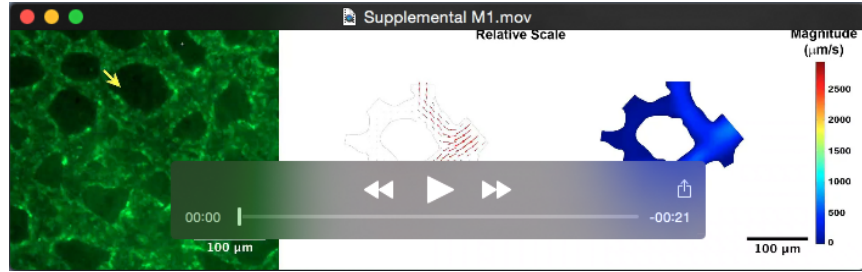 Supplemental M1.mov
Relative Scale
Magnitude
(µm/s)
2500
2000
1500
1000
500
0
00:00
-00:21
100 µm
100 µm